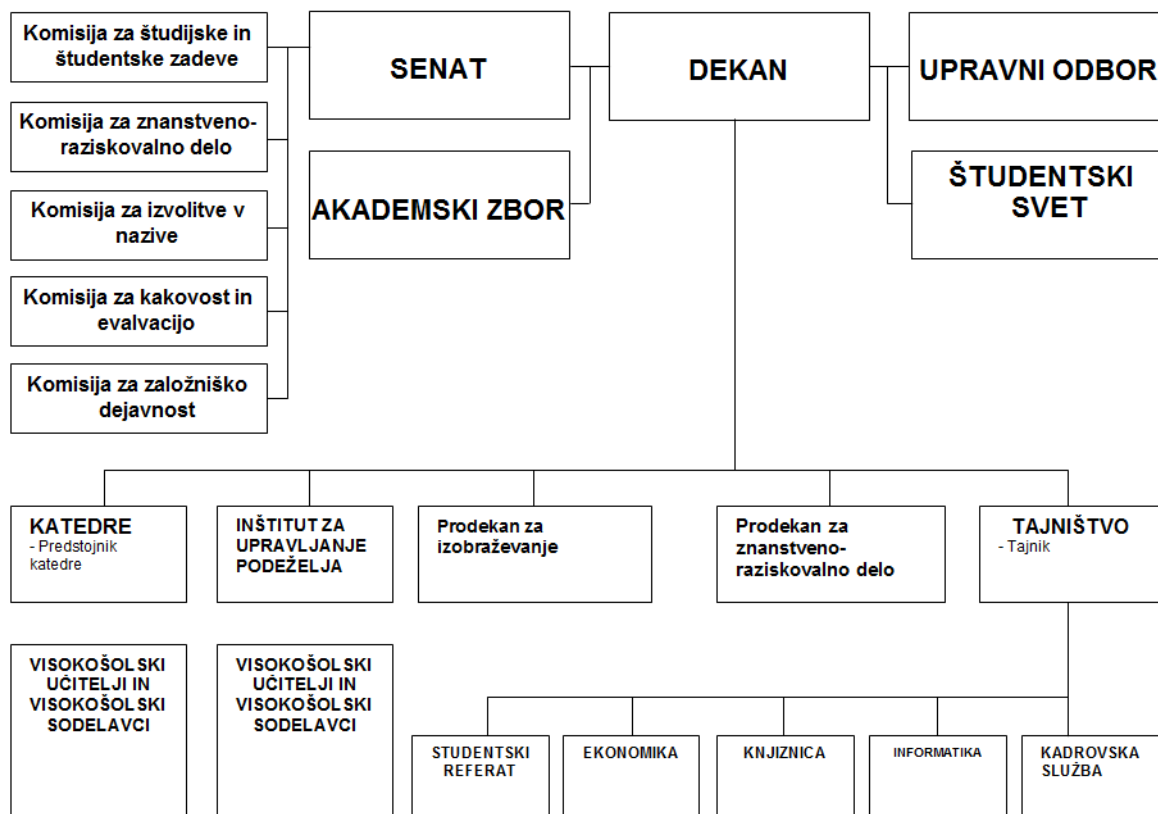 Komisija za študijske in
študentske zadeve
SENAT
DEKAN
UPRAVNI ODBOR
Komisija za znanstveno-
raziskovalno delo
AKADEMSKI ZBOR
ŠTUDENTSKI
SVET
Komisija za izvolitve v
nazive
Komisija za kakovost in
evalvacijo
Komisija za založniško
dejavnost
KATEDRE
- Predstojnik
katedre
INŠTITUT ZA
UPRAVLJANJE
PODEŽELJA
Prodekan za
izobraževanje
Prodekan za
znanstveno-
raziskovalno delo
TAJNIŠTVO
- Tajnik
VISOKOŠOLSKI
UČITELJI IN
VISOKOŠOLSKI
SODELAVCI
VISOKOŠOLSKI
UČITELJI IN
VISOKOŠOLSKI
SODELAVCI
STUDENTSKI
REFERAT
EKONOMIKA
KNJIZNICA
INFORMATIKA
KADROVSKA
SLUŽBA